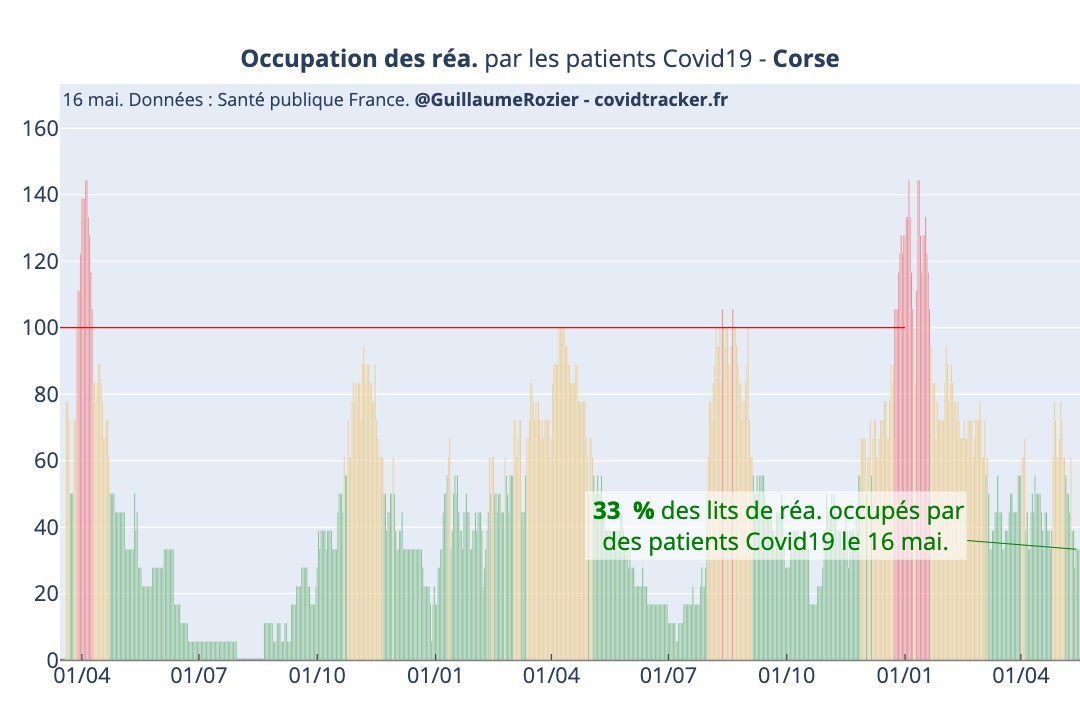 Occupation des réa. par les patients Covid19 - Corse
16 mai. Données : Santé publique France. @GuillaumeRozier - covidtracker.fr
160
140
120
100
80
60
40
20
0
33 % des lits de réa. occupés par
des patients Covid19 le 16 mai.
01/04 01/07 01/10 01/01 01/04 01/07 01/10 01/01 01/04